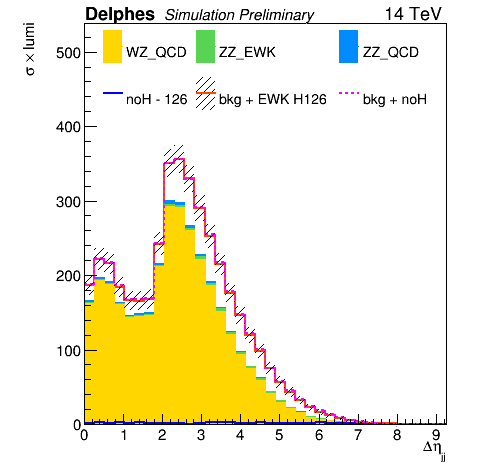 Delphes Simulation Preliminary 14 TeV
σ × lumi
WZ_QCD ZZ_EWK ZZ_QCD
noH - 126 bkg + EWK H126 bkg + noH
500
400
300
200
100
0
0 1 2 3 4 5 6 7 8 9
Δη_jj